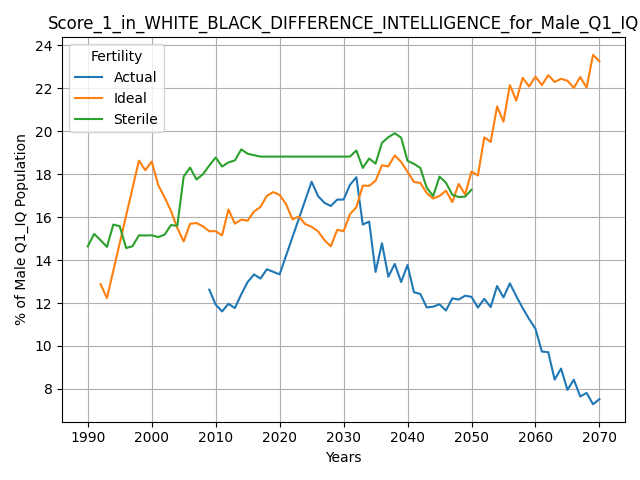 Score_1_in_WHITE_BLACK_DIFFERENCE_INTELLIGENCE_for_Male_Q1_IQ
Fertility
Actual
Ideal
Sterile
% of Male Q1_IQ Population
24
22
20
18
16
14
12
10
8
1990 2000 2010 2020 2030 2040 2050 2060 2070
Years